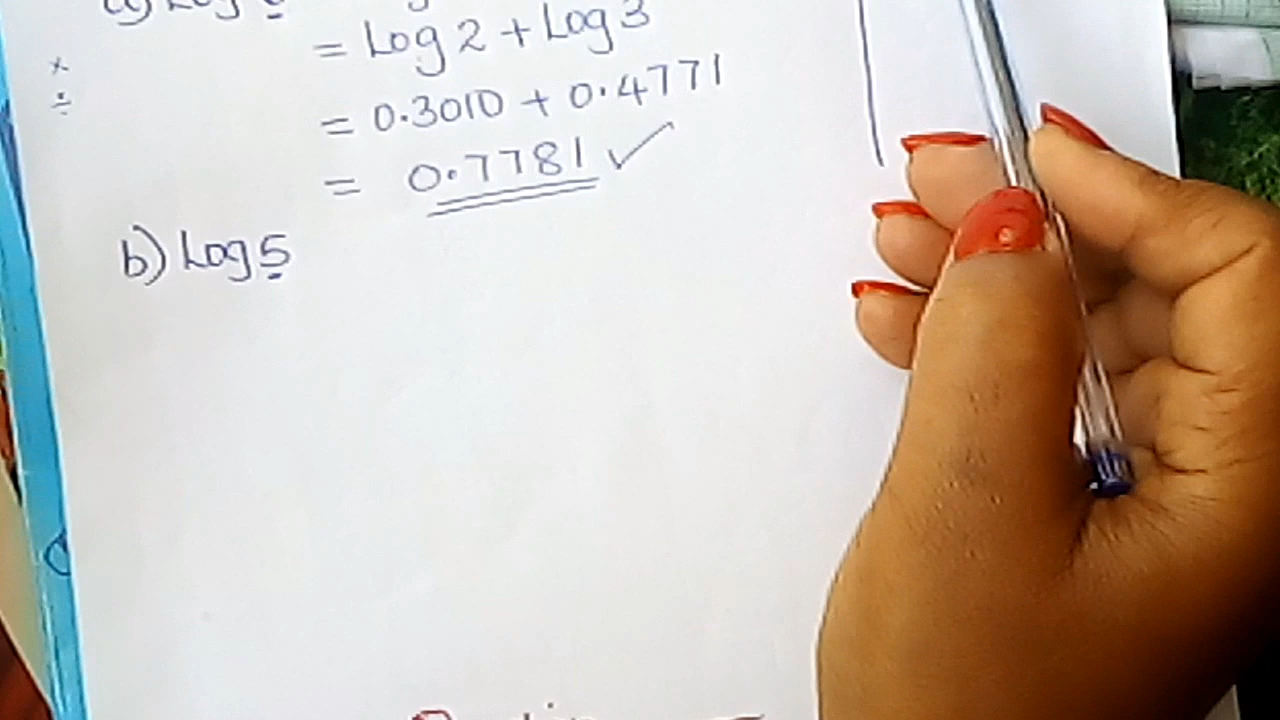 = Log 2 + Log 3
×
÷
= 0.3010 + 0.4771
= 0.7781 ✓
b) Log 5